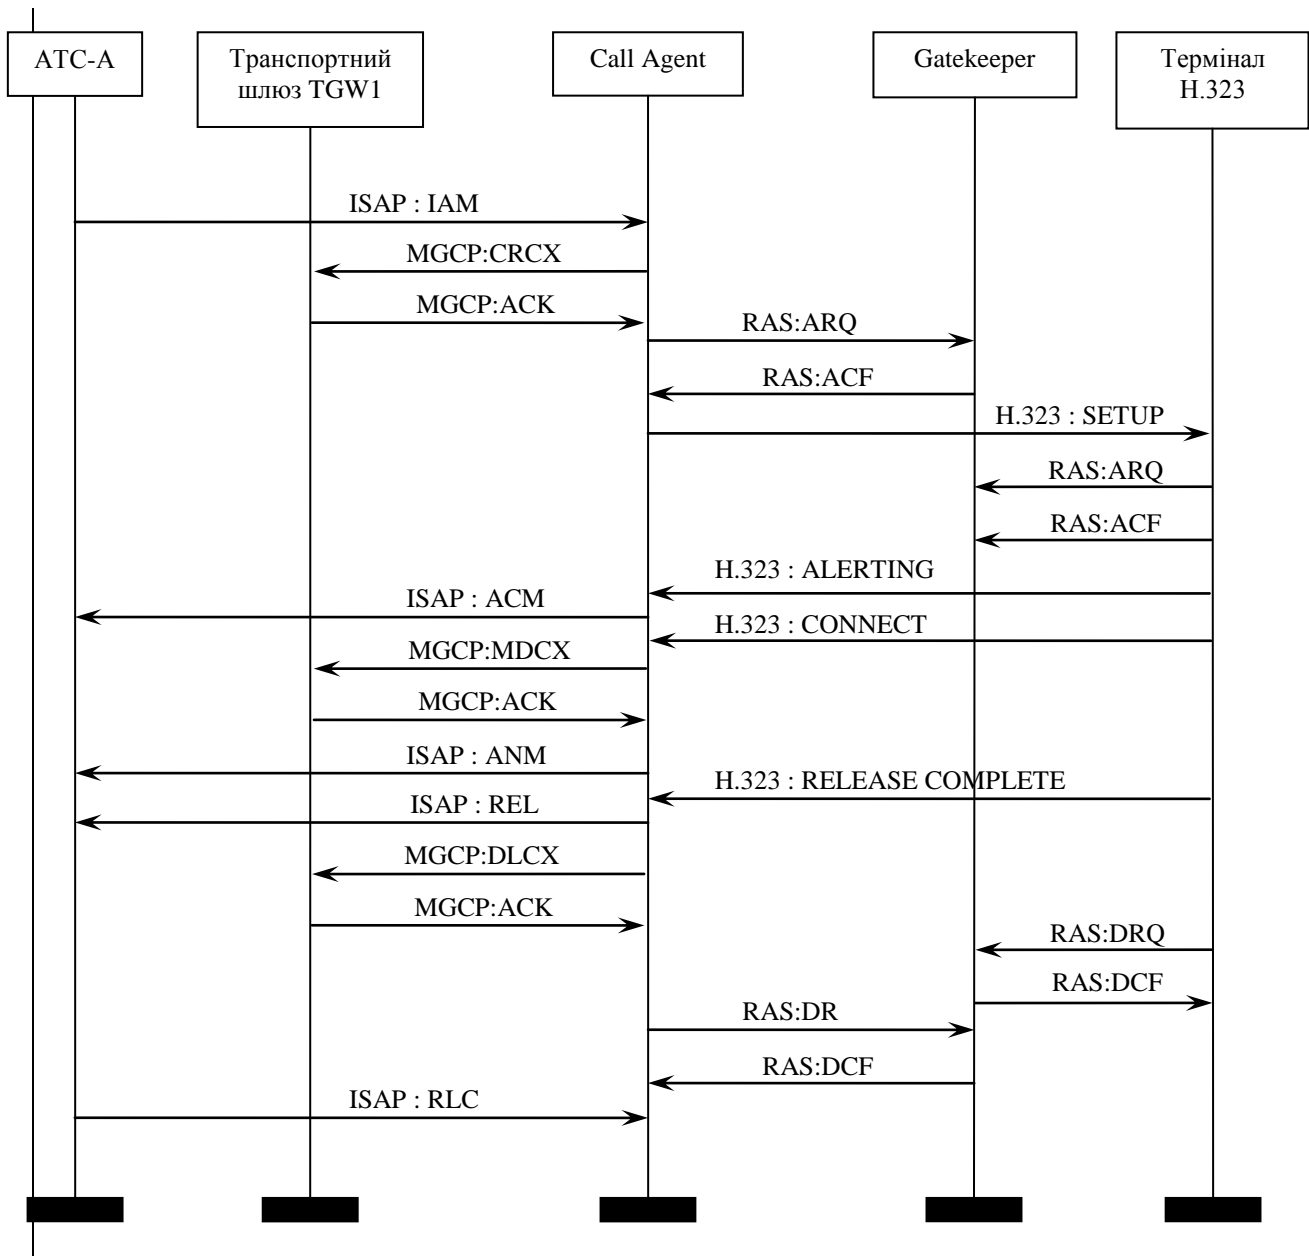 АТС-А
Транспортний
шлюз TGW1
Call Agent
Gatekeeper
Термінал
H.323
ISAP : IAM
MGCP:CRCX
MGCP:ACK
RAS:ARQ
RAS:ACF
H.323 : SETUP
RAS:ARQ
RAS:ACF
H.323 : ALERTING
ISAP : ACM
H.323 : CONNECT
MGCP:MDCX
MGCP:ACK
ISAP : ANM
H.323 : RELEASE COMPLETE
ISAP : REL
MGCP:DLCX
MGCP:ACK
RAS:DRQ
RAS:DCF
RAS:DR
RAS:DCF
ISAP : RLC